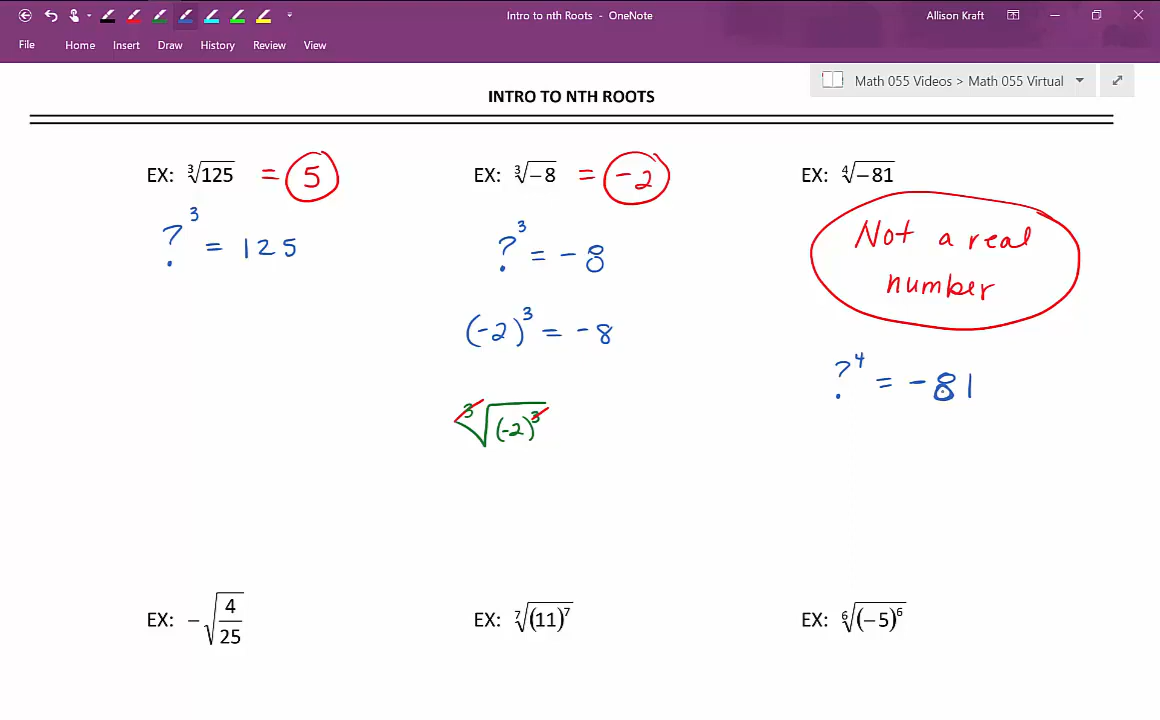 Intro to nth Roots - OneNote
Allison Kraft
File Home Insert Draw History Review View
Math 055 Videos > Math 055 Virtual
INTRO TO NTH ROOTS
EX: ∛125 = 5
?³ = 125
EX: ∛-8 = -2
?³ = -8
(-2)³ = -8
∛(-2)³
EX: ∜-81
Not a real
number
?⁴ = -81
EX: -√(4/25)
EX: ⁷√(11)⁷
EX: ⁶√(-5)⁶